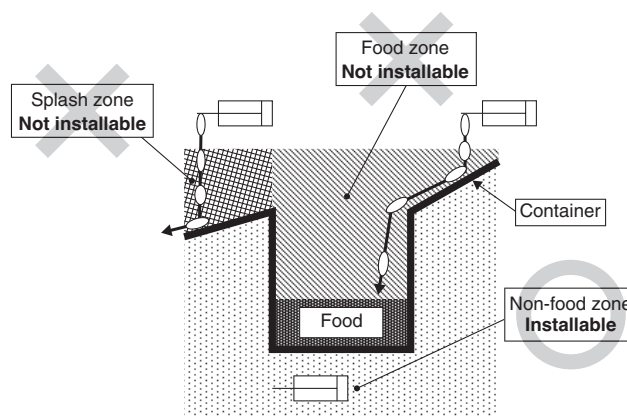 Food zone
Not installable
Splash zone
Not installable
Container
Non-food zone
Installable
Food